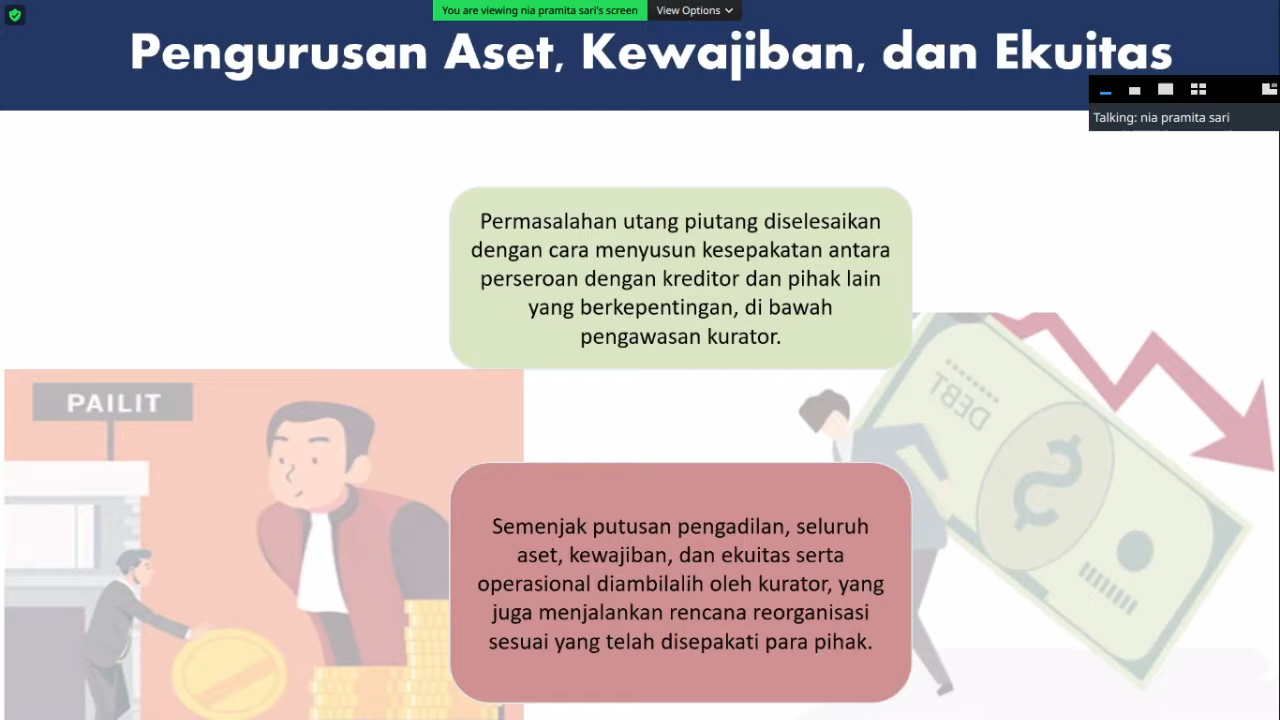 You are viewing nia pramita sari's screen
View Options
Pengurusan Aset, Kewajiban, dan Ekuitas
Talking: nia pramita sari
Permasalahan utang piutang diselesaikan
dengan cara menyusun kesepakatan antara
perseroan dengan kreditor dan pihak lain
yang berkepentingan, di bawah
pengawasan kurator.
PAILIT
DEBT
Semenjak putusan pengadilan, seluruh
aset, kewajiban, dan ekuitas serta
operasional diambilalih oleh kurator, yang
juga menjalankan rencana reorganisasi
sesuai yang telah disepakati para pihak.